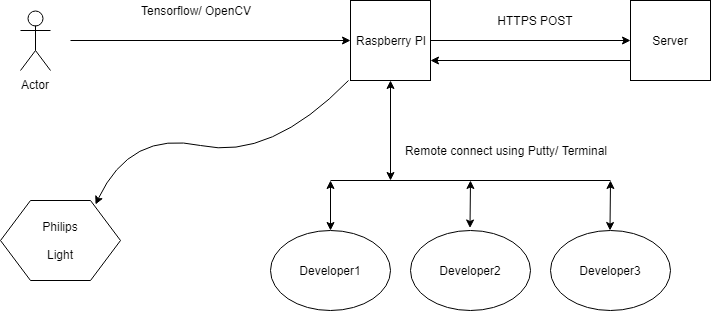 Tensorflow/ OpenCV
HTTPS POST
Raspberry PI
Server
Actor
Remote connect using Putty/ Terminal
Philips
Light
Developer1
Developer2
Developer3